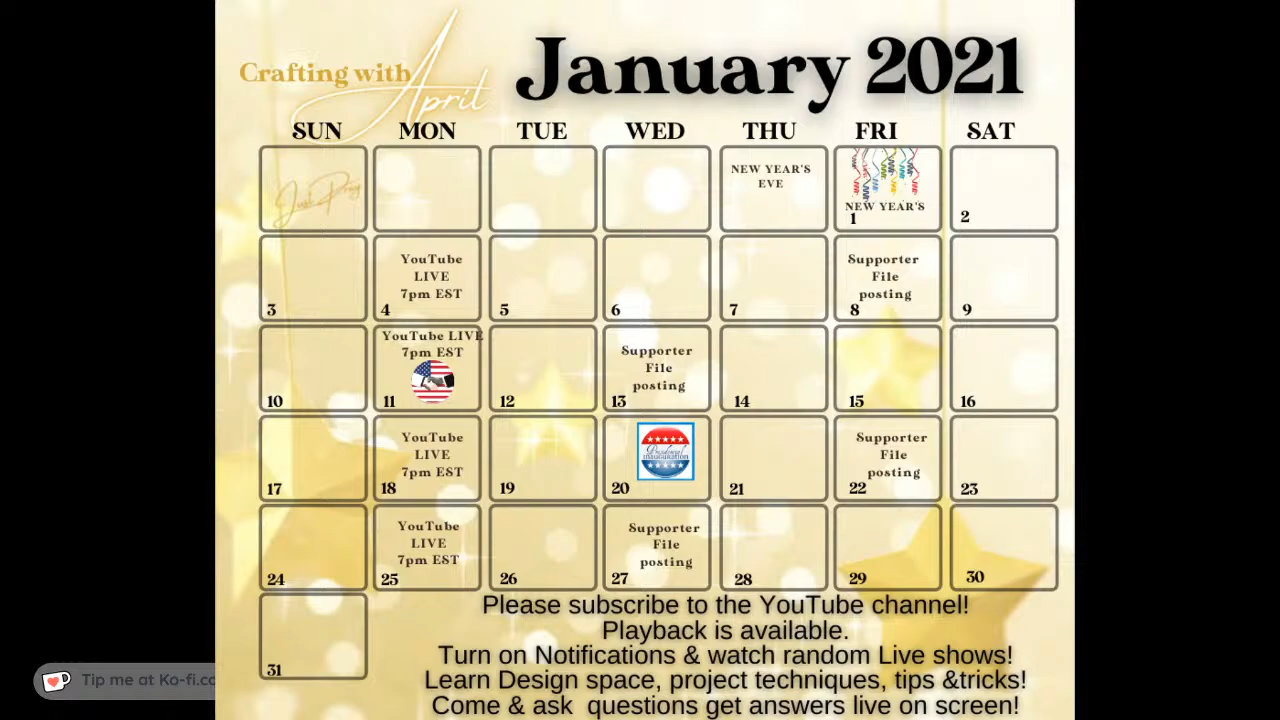 Crafting with April
January 2021
SUN MON TUE WED THU FRI SAT
Just Pray
NEW YEAR'S
EVE
NEW YEAR'S
1
2
3
YouTube
LIVE
7pm EST
4
5
6
7
Supporter
File
posting
8
9
10
YouTube LIVE
7pm EST
11
12
Supporter
File
posting
13
14
15
16
17
YouTube
LIVE
7pm EST
18
19
Presidential
Inauguration
20
21
Supporter
File
posting
22
23
24
YouTube
LIVE
7pm EST
25
26
Supporter
File
posting
27
28
29
30
31
Please subscribe to the YouTube channel!
Playback is available.
Turn on Notifications & watch random Live shows!
Learn Design space, project techniques, tips &tricks!
Come & ask questions get answers live on screen!
Tip me at Ko-fi.co